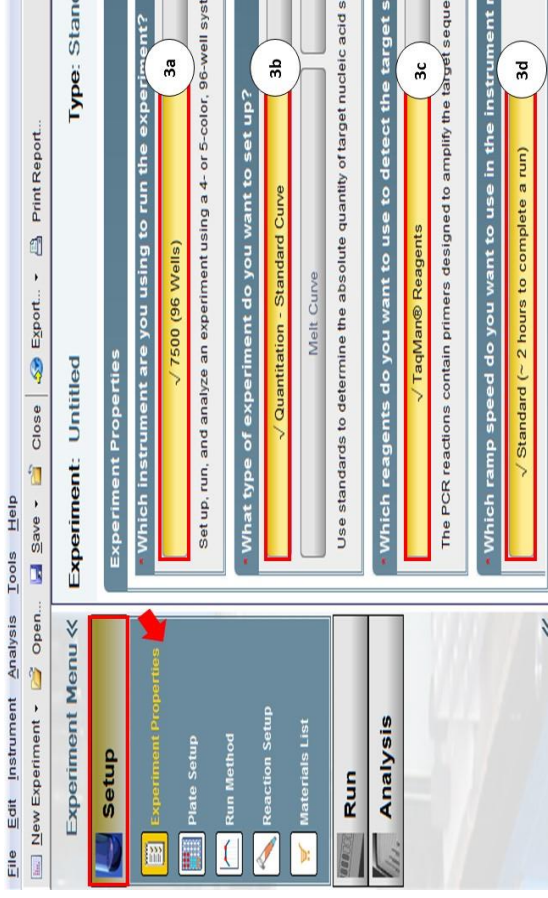 File Edit Instrument Analysis Tools Help
New Experiment Open... Save Close Export... Print Report...
Experiment Menu «
Setup
Experiment Properties
Plate Setup
Run Method
Reaction Setup
Materials List
Run
Analysis
Experiment: Untitled Type:
Experiment Properties
* Which instrument are you using to run the experiment?
√ 7500 (96 Wells)
3a
Set up, run, and analyze an experiment using a 4- or 5-color, 96-well
* What type of experiment do you want to set up?
√ Quantitation - Standard Curve
3b
Melt Curve
Use standards to determine the absolute quantity of target nucleic acid
* Which reagents do you want to use to detect the target
√ TaqMan® Reagents
3c
The PCR reactions contain primers designed to amplify the target
* Which ramp speed do you want to use in the instrument
√ Standard (~ 2 hours to complete a run)
3d